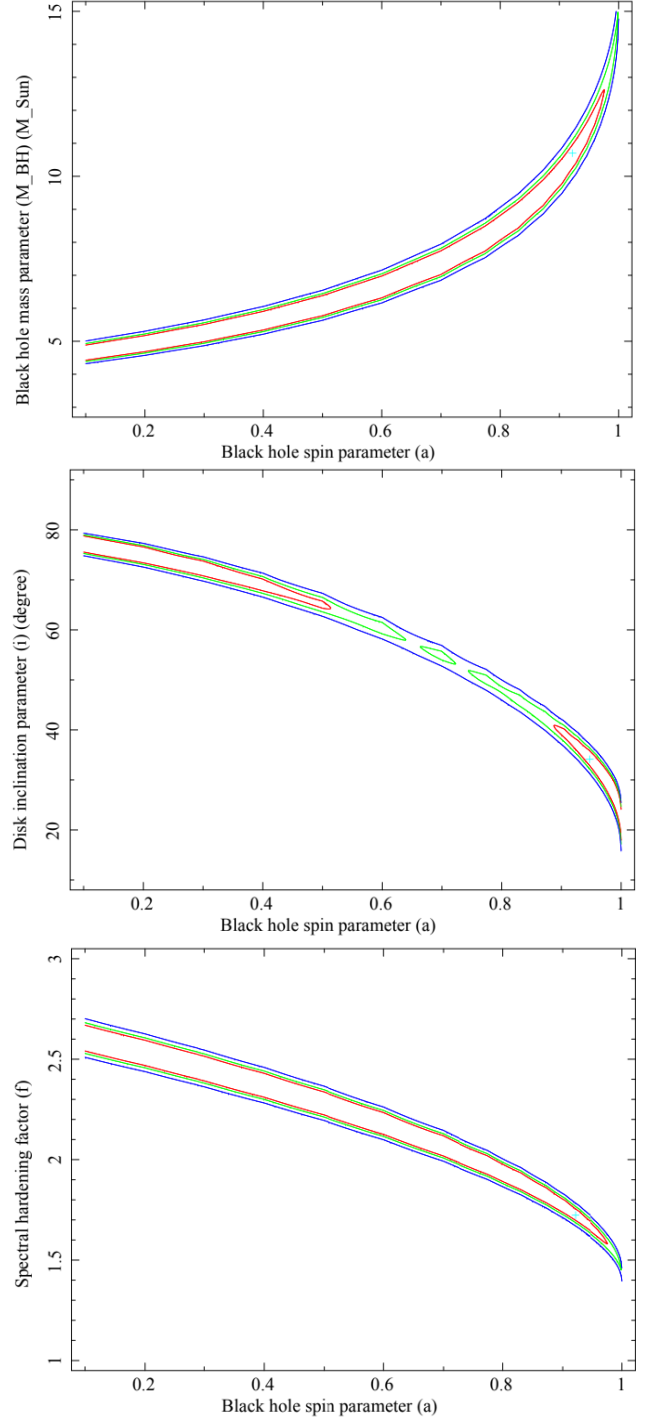 Black hole mass parameter (M_BH) (M_Sun)
15
10
5
0.2 0.4 0.6 0.8 1
Black hole spin parameter (a)
Disk inclination parameter (i) (degree)
80
60
40
20
0.2 0.4 0.6 0.8 1
Black hole spin parameter (a)
Spectral hardening factor (f)
3
2.5
2
1.5
1
0.2 0.4 0.6 0.8 1
Black hole spin parameter (a)